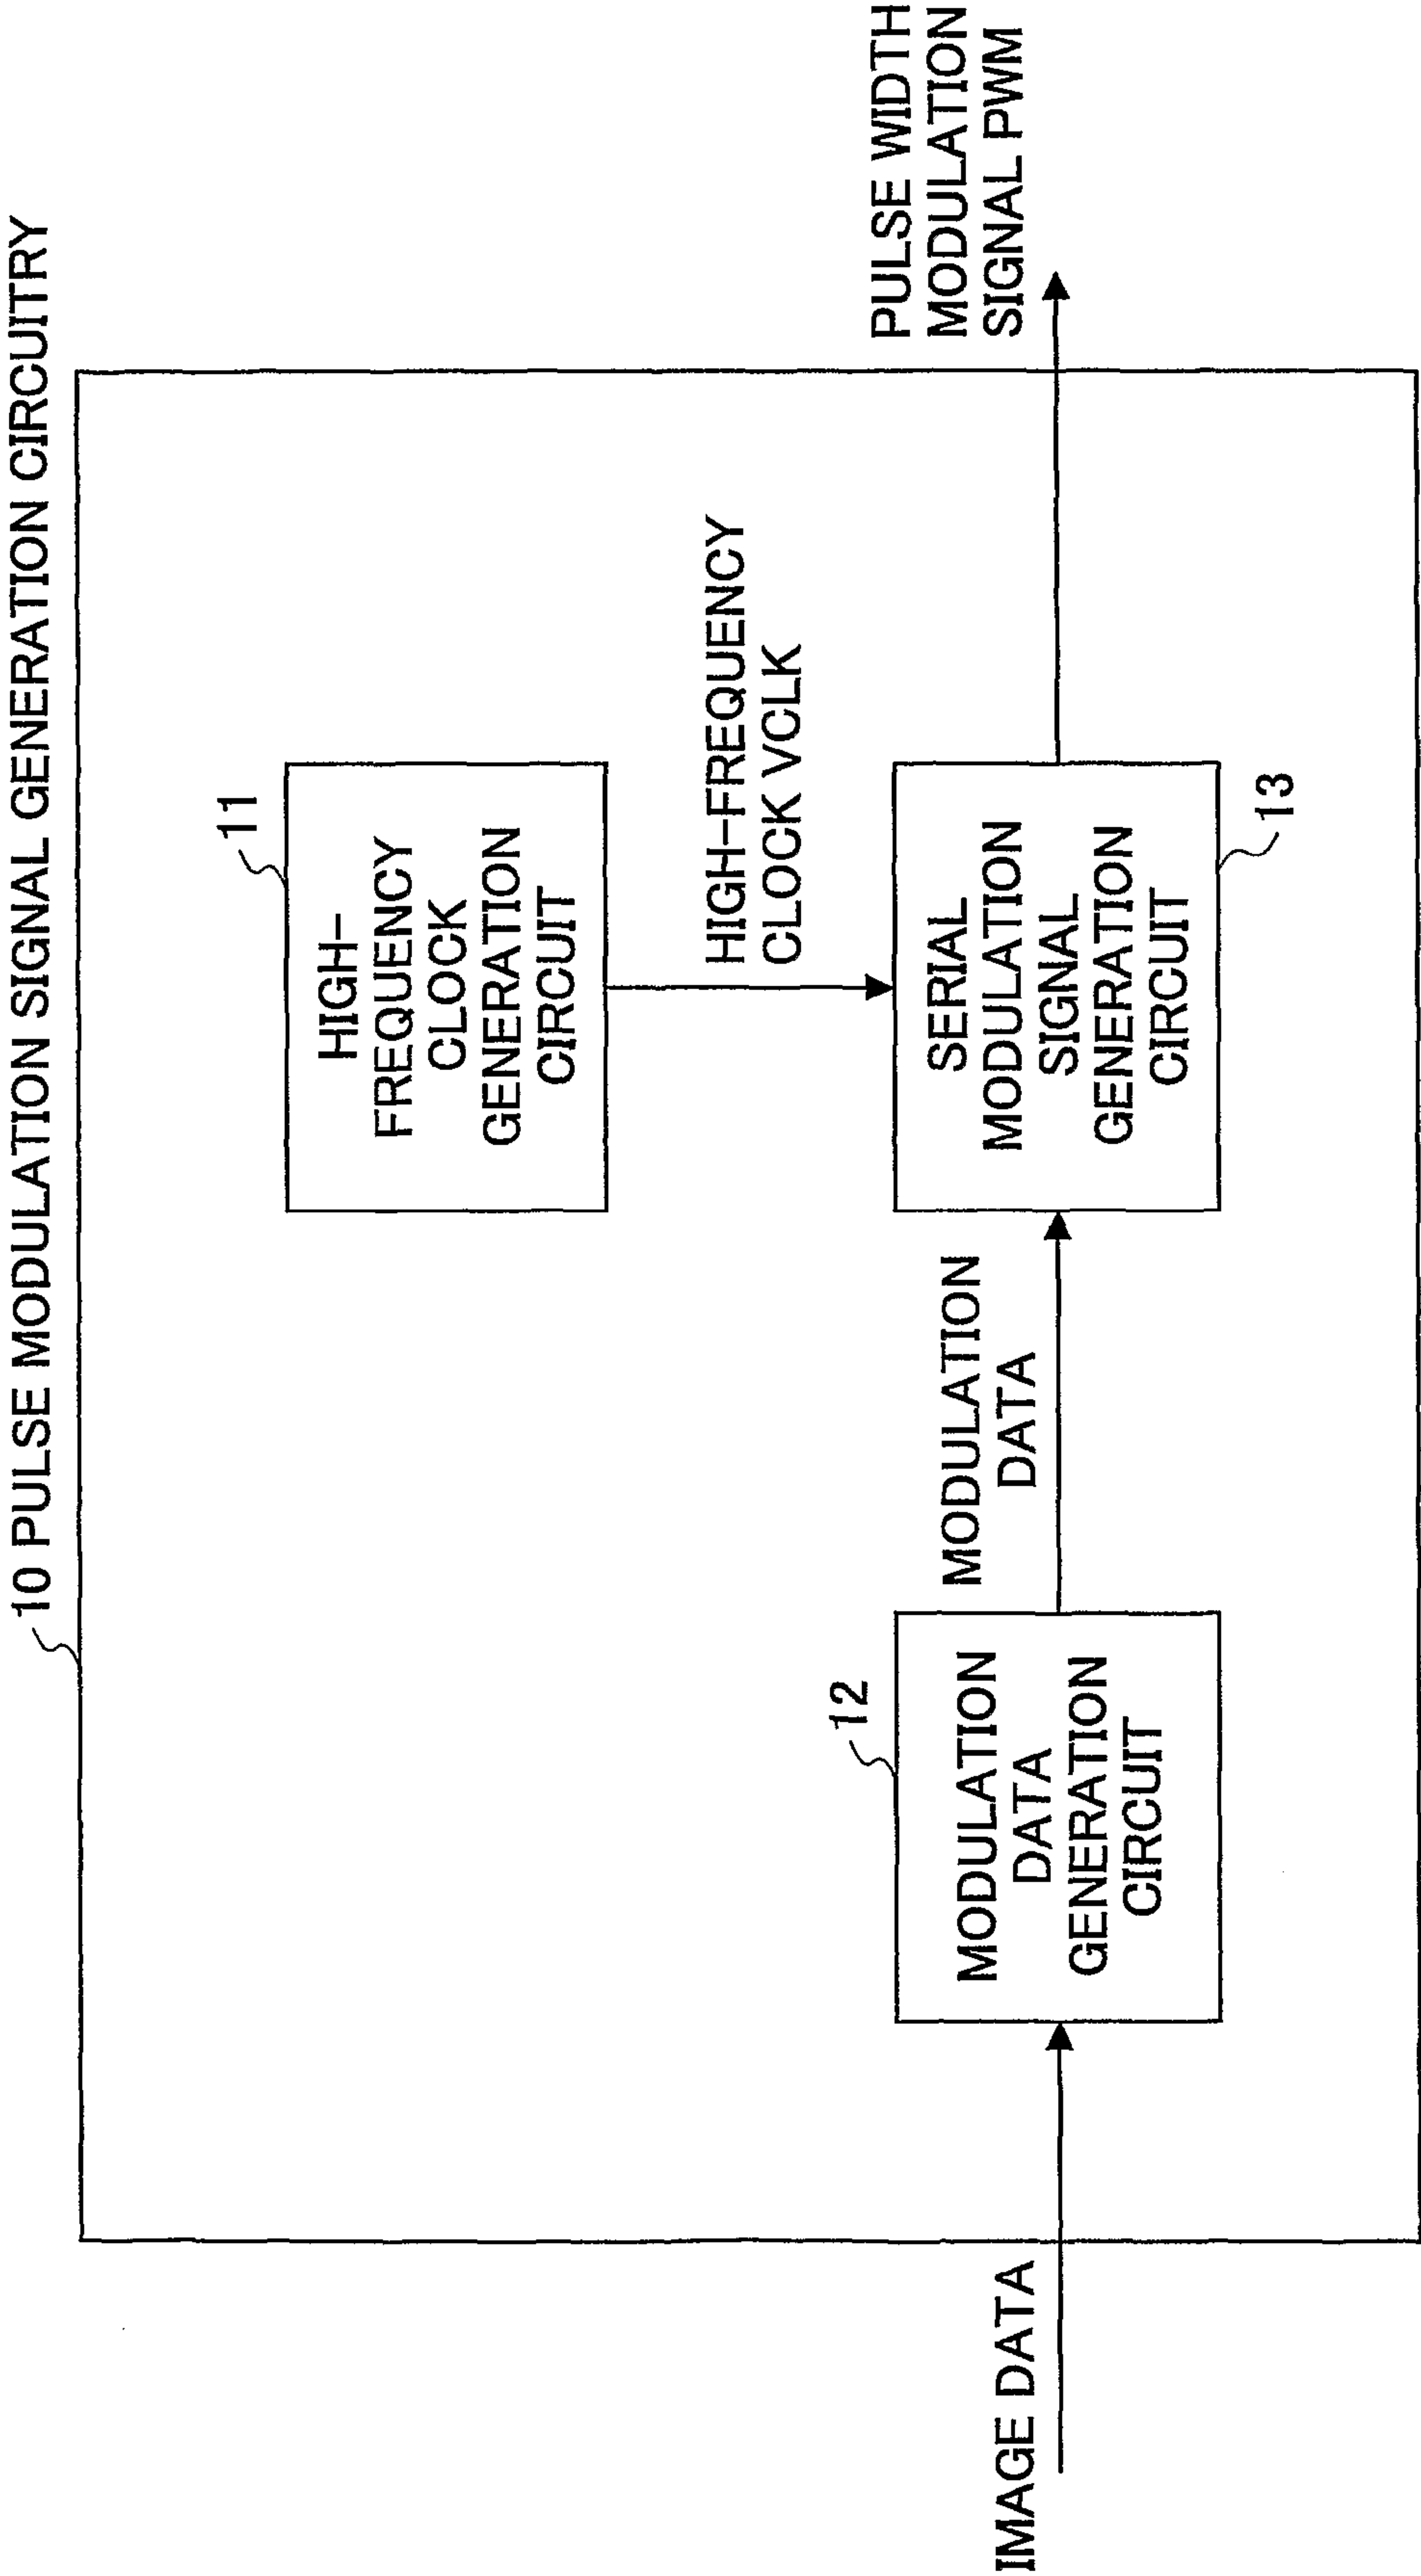 10 PULSE MODULATION SIGNAL GENERATION CIRCUITRY
11
HIGH-
FREQUENCY
CLOCK
GENERATION
CIRCUIT
HIGH-FREQUENCY
CLOCK VCLK
IMAGE DATA
12
MODULATION
DATA
GENERATION
CIRCUIT
MODULATION
DATA
SERIAL
MODULATION
SIGNAL
GENERATION
CIRCUIT
13
PULSE WIDTH
MODULATION
SIGNAL PWM